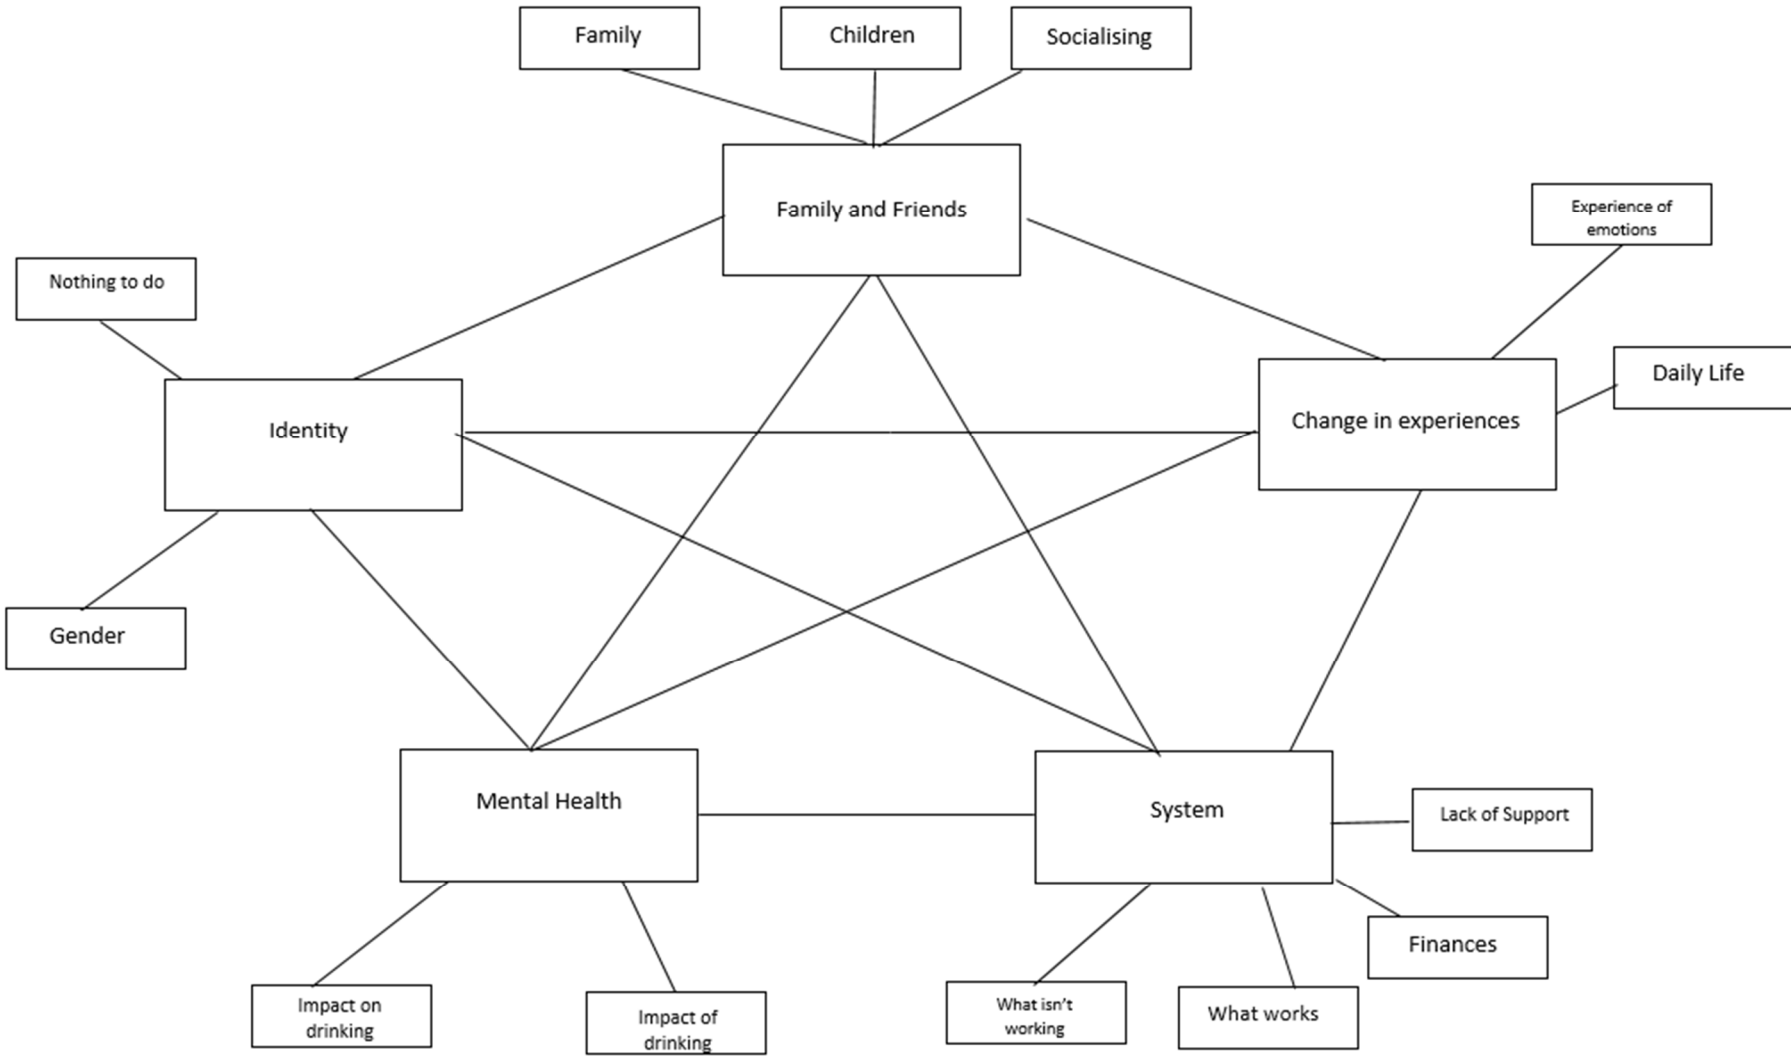 Family
Children
Socialising
Family and Friends
Experience of
emotions
Nothing to do
Daily Life
Identity
Change in experiences
Gender
Mental Health
System
Lack of Support
Finances
Impact on
drinking
Impact of
drinking
What isn't
working
What works